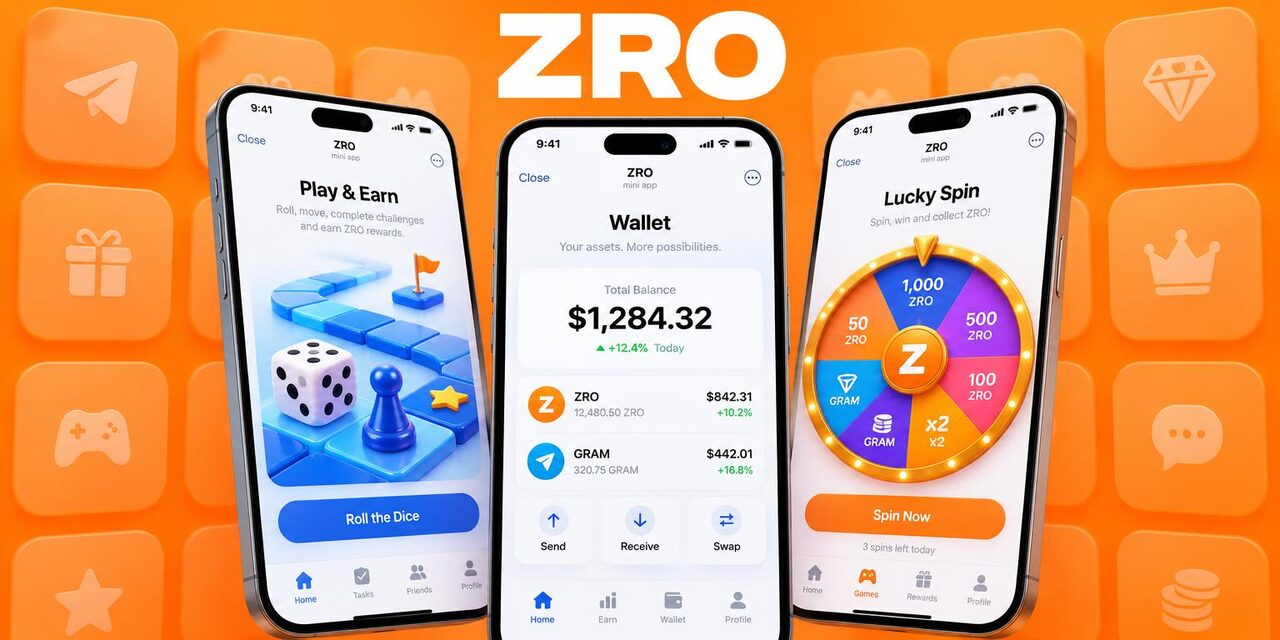 ZRO
9:41
Close
ZRO
mini app
Play & Earn
Roll, move, complete challenges
and earn ZRO rewards.
Roll the Dice
Home
Tasks
Friends
Profile
9:41
Close
ZRO
mini app
Wallet
Your assets. More possibilities.
Total Balance
$1,284.32
+12.4% Today
Z
ZRO
$842.31
12,480.50 ZRO
+10.2%
GRAM
$442.01
320.75 GRAM
+16.8%
Send
Receive
Swap
Home
Earn
Wallet
Profile
9:41
Close
ZRO
mini app
Lucky Spin
Spin, win and collect ZRO!
1,000
ZRO
500
ZRO
100
ZRO
x2
x2
GRAM
GRAM
50
ZRO
Z
Spin Now
3 spins left today
Home
Games
Rewards
Profile